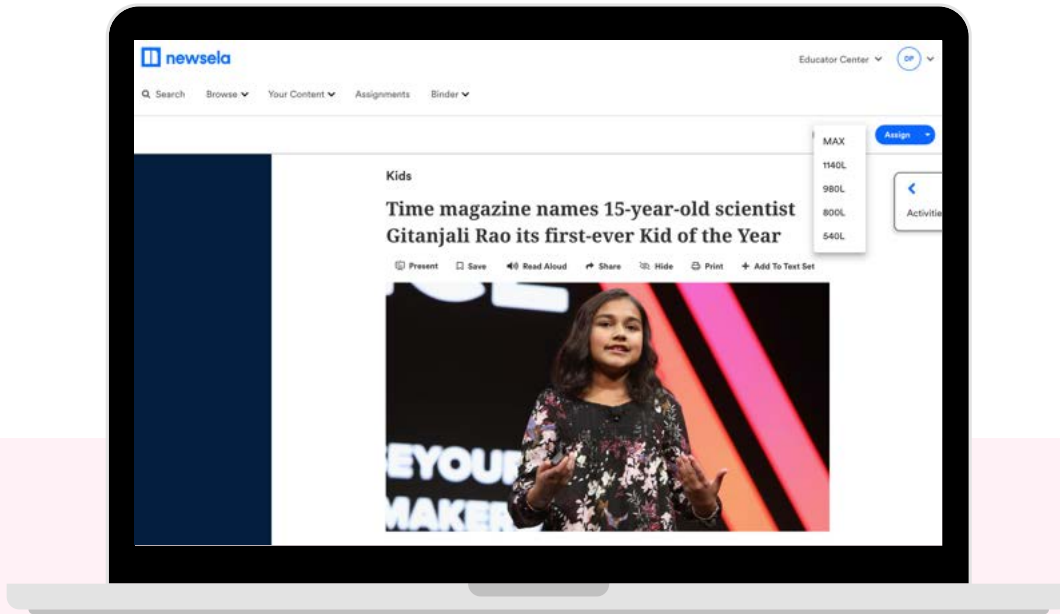 newsela
Educator Center
DP
Search Browse Your Content Assignments Binder
MAX
1140L
980L
800L
540L
Assign
Activitie
Kids
Time magazine names 15-year-old scientist
Gitanjali Rao its first-ever Kid of the Year
Present Save Read Aloud Share Hide Print + Add To Text Set
EYOUR
MAKER